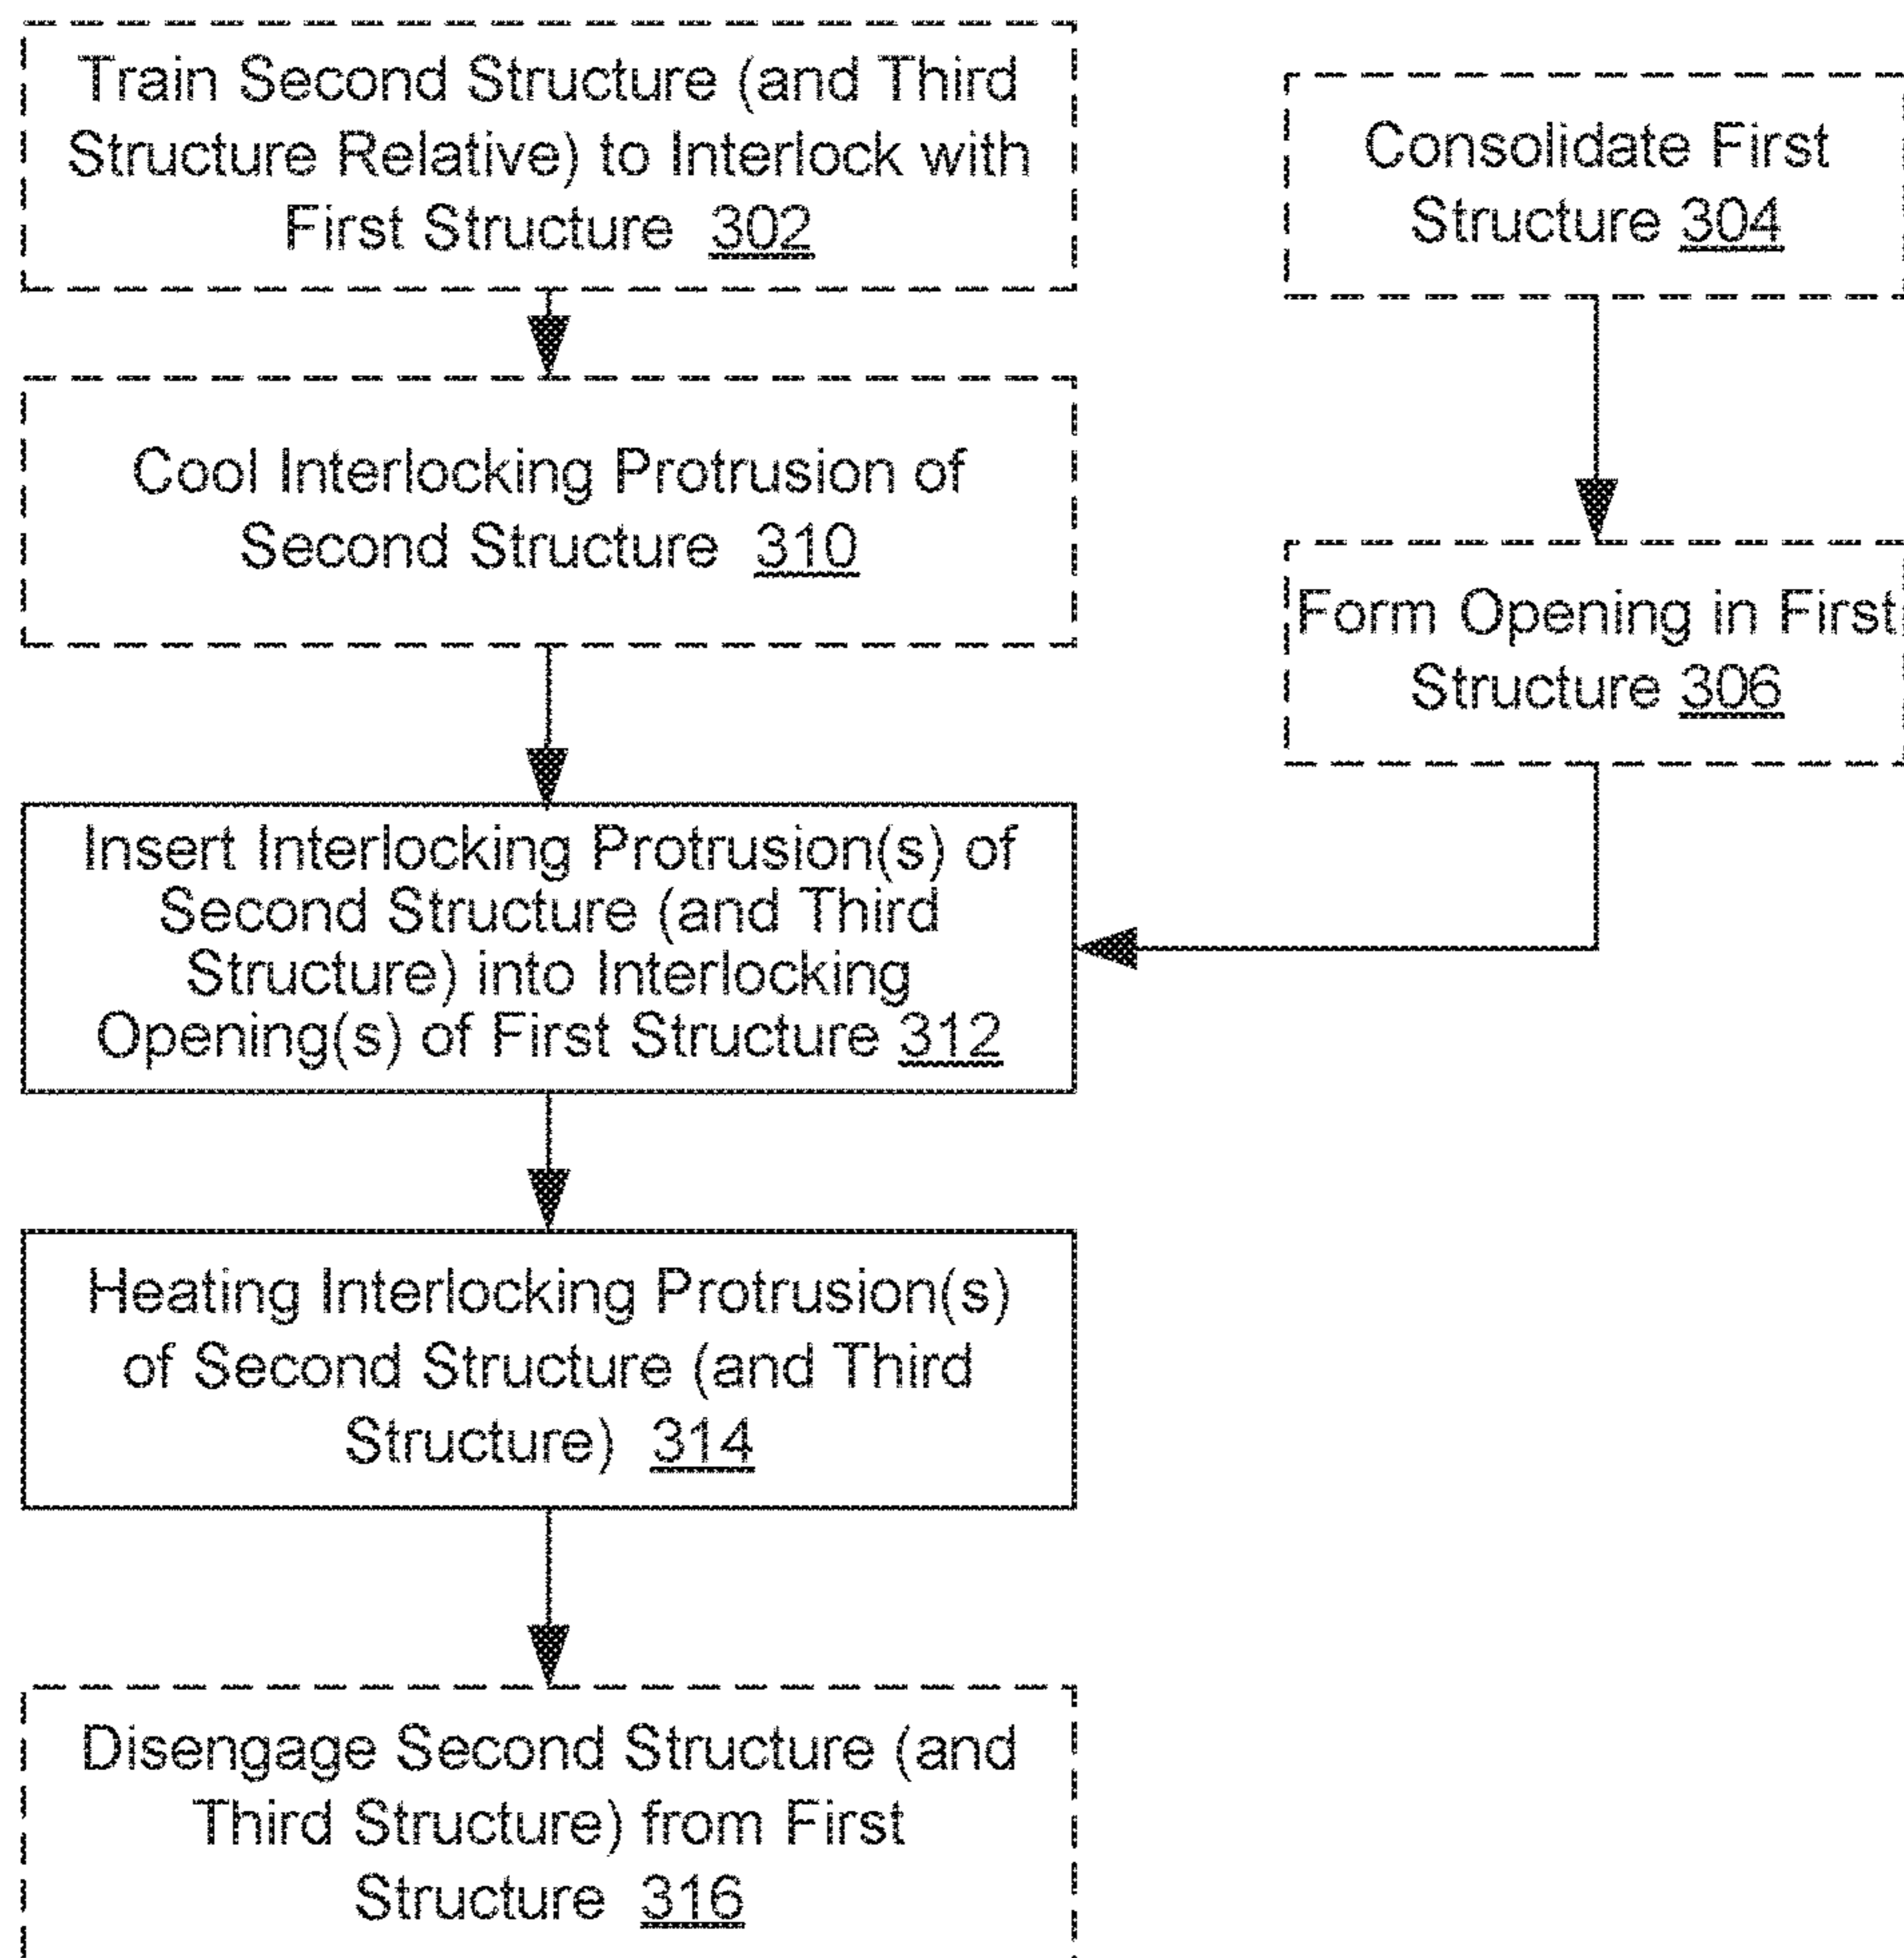 Train Second Structure (and Third
Structure Relative) to Interlock with
First Structure 302
Consolidate First
Structure 304
Cool Interlocking Protrusion of
Second Structure 310
Form Opening in First
Structure 306
Insert Interlocking Protrusion(s) of
Second Structure (and Third
Structure) into Interlocking
Opening(s) of First Structure 312
Heating Interlocking Protrusion(s)
of Second Structure (and Third
Structure) 314
Disengage Second Structure (and
Third Structure) from First
Structure 316